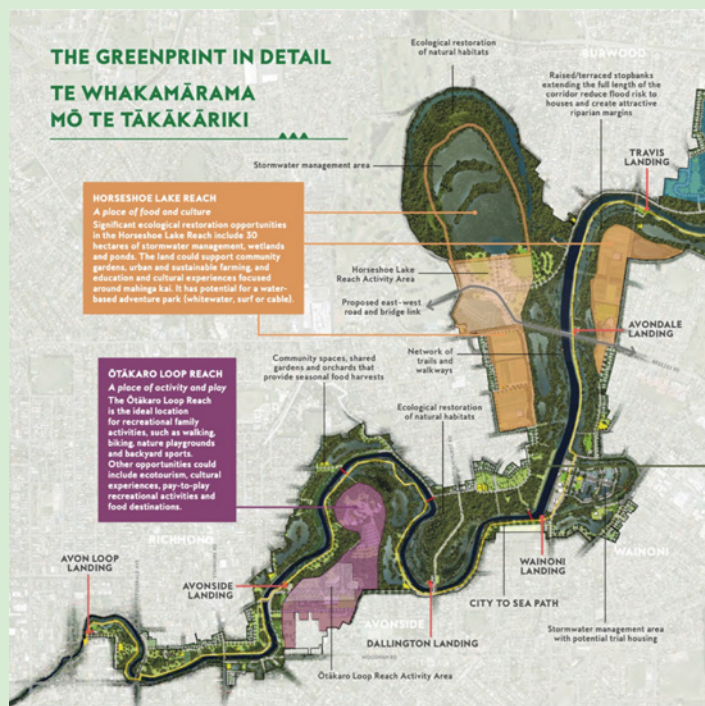 THE GREENPRINT IN DETAIL
TE WHAKAMĀRAMA
MŌ TE TĀKĀKĀRIKI
Ecological restoration
of natural habitats
BURWOOD
Raised/terraced stopbanks
extending the full length of the
corridor reduce flood risk to
houses and create attractive
riparian margins
TRAVIS
LANDING
Stormwater management area
HORSESHOE LAKE REACH
A place of food and culture
Significant ecological restoration opportunities
in the Horseshoe Lake Reach include 30
hectares of stormwater management, wetlands
and ponds. The land could support community
gardens, urban and sustainable farming, and
education and cultural experiences focused
around mahinga kai. It has potential for a water-
based adventure park (whitewater, surf or cable).
Horseshoe Lake
Reach Activity Area
Proposed east-west
road and bridge link
AVONDALE
LANDING
Network of
trails and
walkways
Community spaces, shared
gardens and orchards that
provide seasonal food harvests
Ecological restoration
of natural habitats
ŌTĀKARO LOOP REACH
A place of activity and play
The Ōtākaro Loop Reach
is the ideal location
for recreational family
activities, such as walking,
biking, nature playgrounds
and backyard sports.
Other opportunities could
include ecotourism, cultural
experiences, pay-to-play
recreational activities and
food destinations.
RICHMOND
AVON LOOP
LANDING
AVONSIDE
LANDING
WAINONI
WAINONI
LANDING
CITY TO SEA PATH
AVONSIDE
DALLINGTON LANDING
Stormwater management area
with potential trial housing
Ōtākaro Loop Reach Activity Area